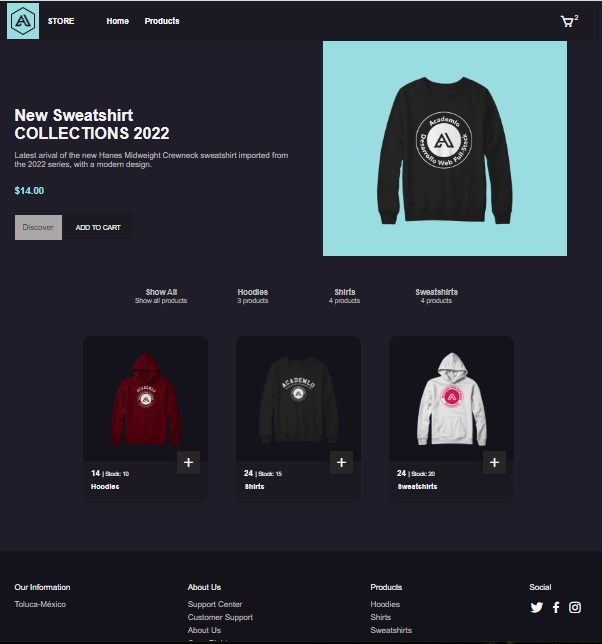 STORE Home Products 2
New Sweatshirt
COLLECTIONS 2022
Latest arival of the new Hanes Midweight Crewneck sweatshirt imported from
the 2022 series, with a modern design.
$14.00
Discover ADD TO CART
Academlo
Desarrollo Web Full Stack
Show All Hoodies Shirts Sweatshirts
Show all products 3 products 4 products 4 products
ACADEMLO
ACADEMLO
14 | Stock: 10 + 24 | Stock: 15 + 24 | Stock: 20 +
Hoodies Shirts Sweatshirts
Our Information About Us Products Social
Toluca-México Support Center Hoodies
Customer Support Shirts
About Us Sweatshirts